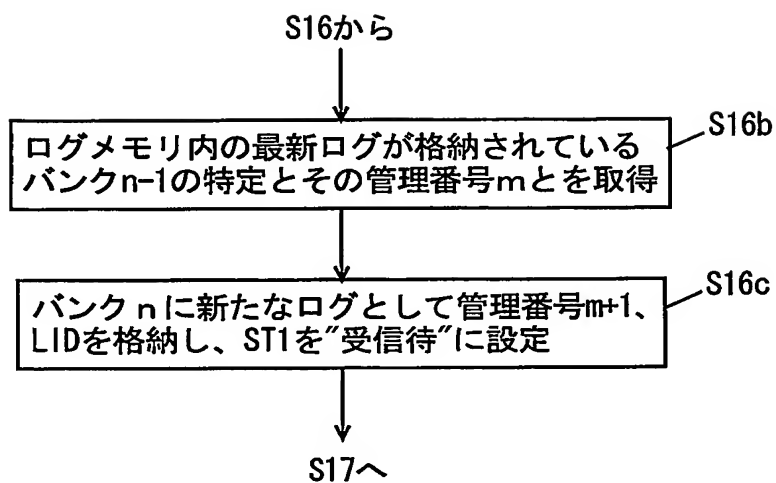 S16から
ログメモリ内の最新ログが格納されている
バンクn-1の特定とその管理番号mとを取得
S16b
バンクnに新たなログとして管理番号m+1、
LIDを格納し、ST1を"受信待"に設定
S16c
S17へ